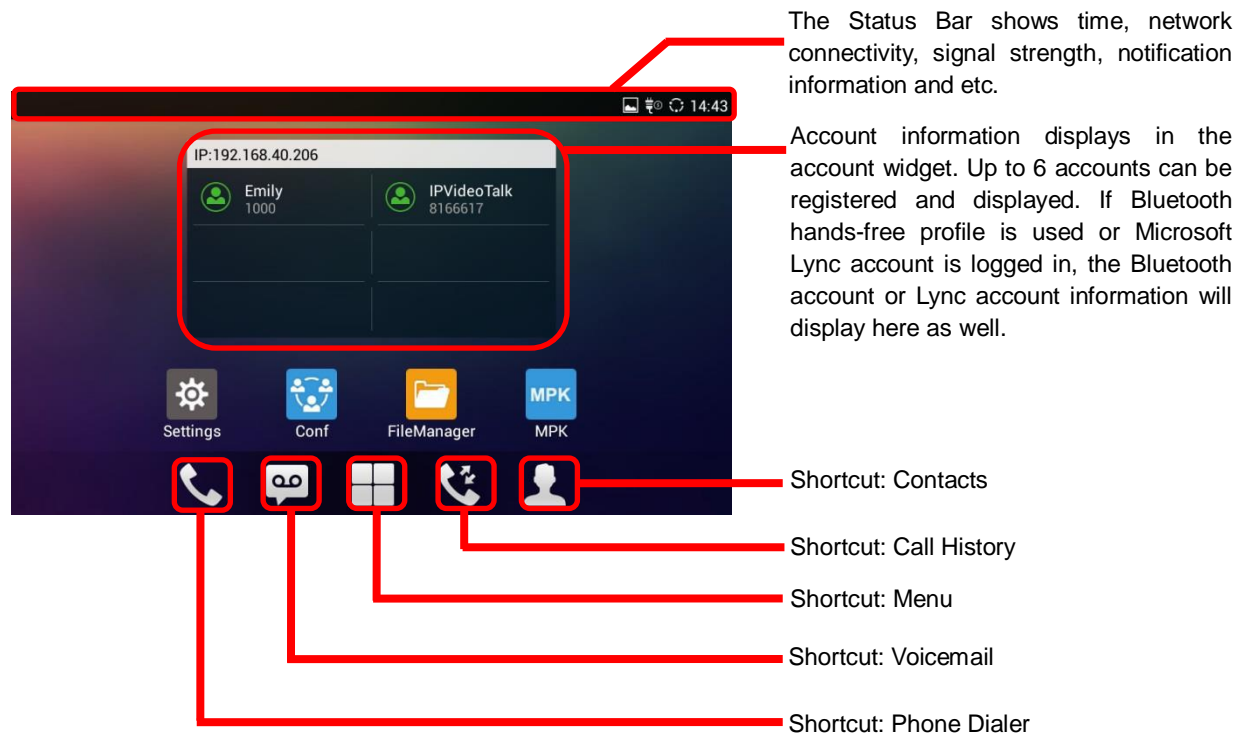 The Status Bar shows time, network
connectivity, signal strength, notification
information and etc.
14:43
Account information displays in the
account widget. Up to 6 accounts can be
registered and displayed. If Bluetooth
hands-free profile is used or Microsoft
Lync account is logged in, the Bluetooth
account or Lync account information will
display here as well.
IP:192.168.40.206
Emily
1000
IPVideoTalk
8166617
MPK
Settings
Conf
FileManager
MPK
Shortcut: Contacts
Shortcut: Call History
Shortcut: Menu
Shortcut: Voicemail
Shortcut: Phone Dialer